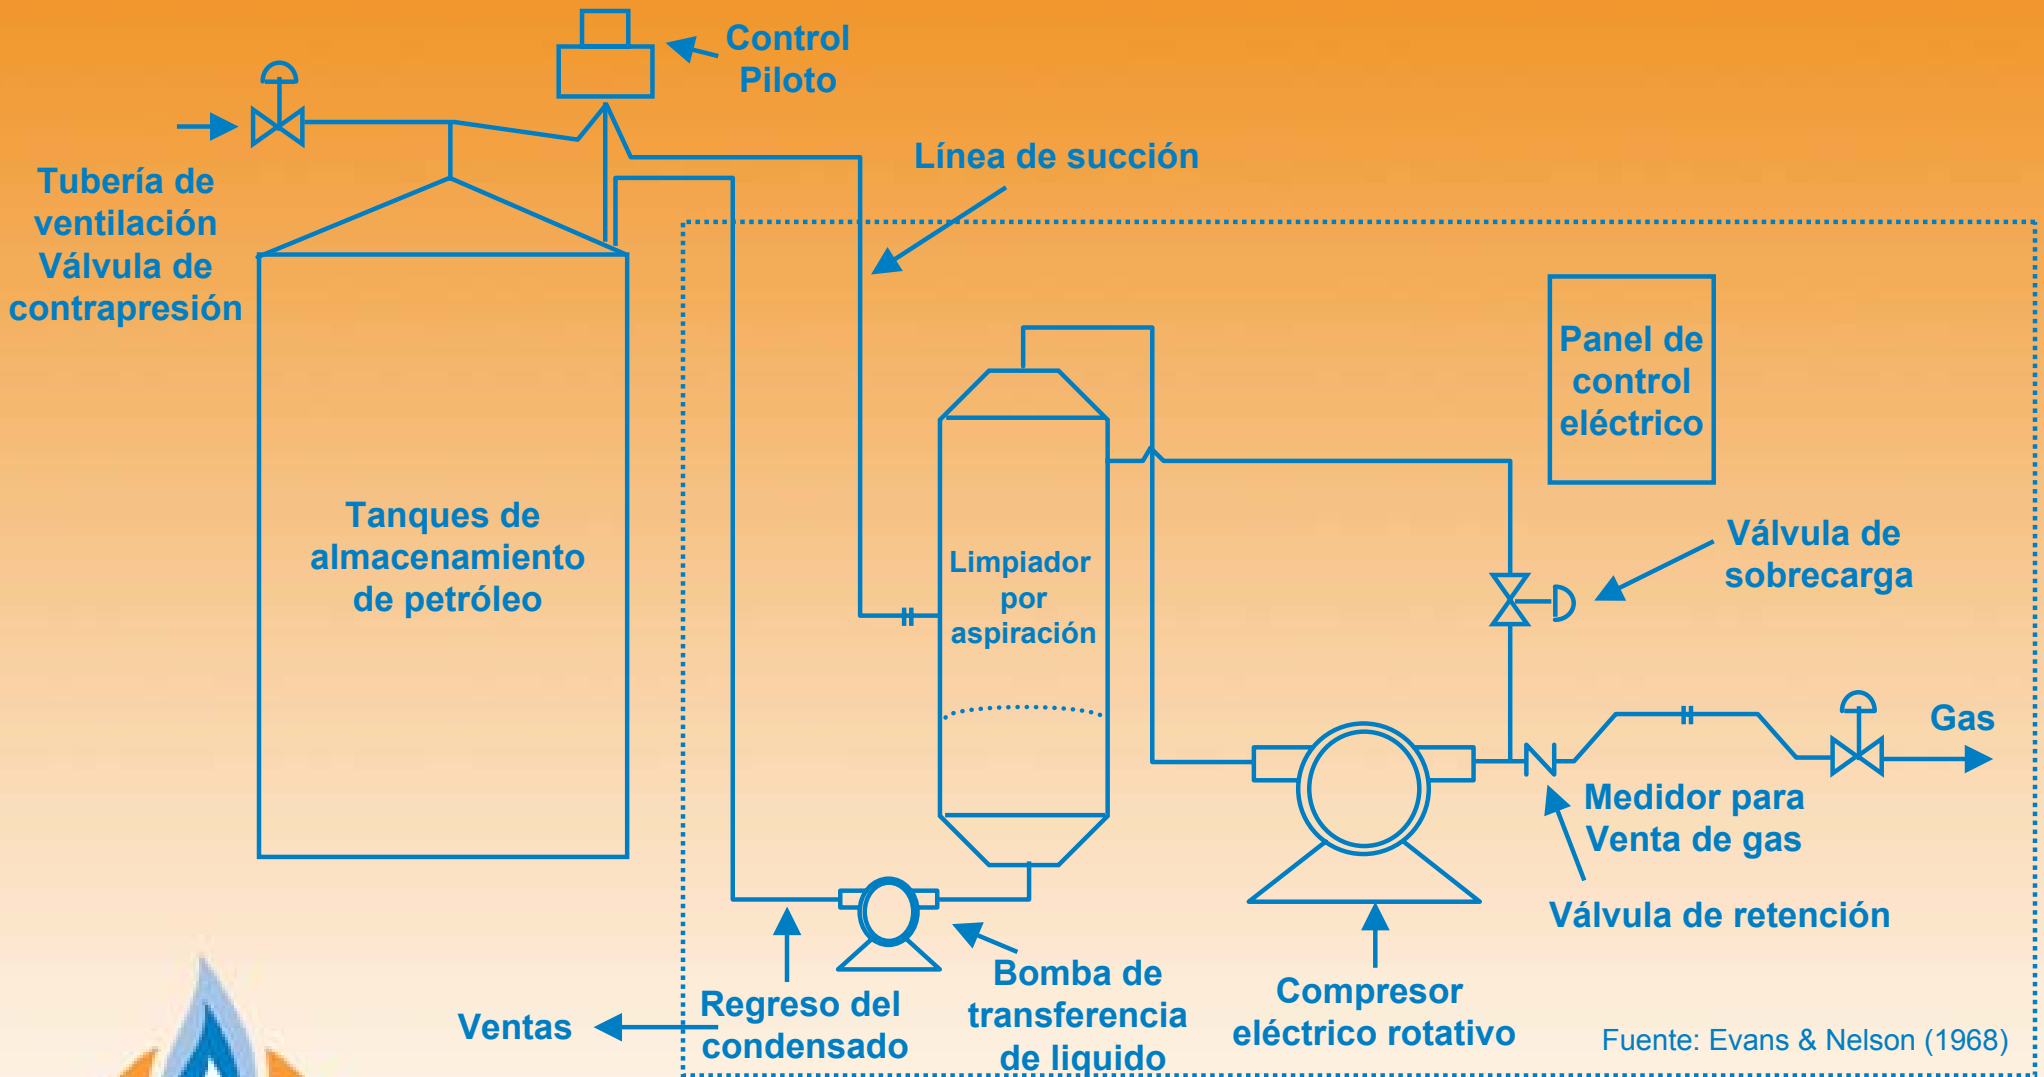 Control
Piloto
Línea de succión
Tubería de
ventilación
Válvula de
contrapresión
Panel de
control
eléctrico
Tanques de
almacenamiento
de petróleo
Limpiador
por
aspiración
Válvula de
sobrecarga
Gas
Medidor para
Venta de gas
Válvula de retención
Ventas
Regreso del
condensado
Bomba de
transferencia
de liquido
Compresor
eléctrico rotativo
Fuente: Evans & Nelson (1968)